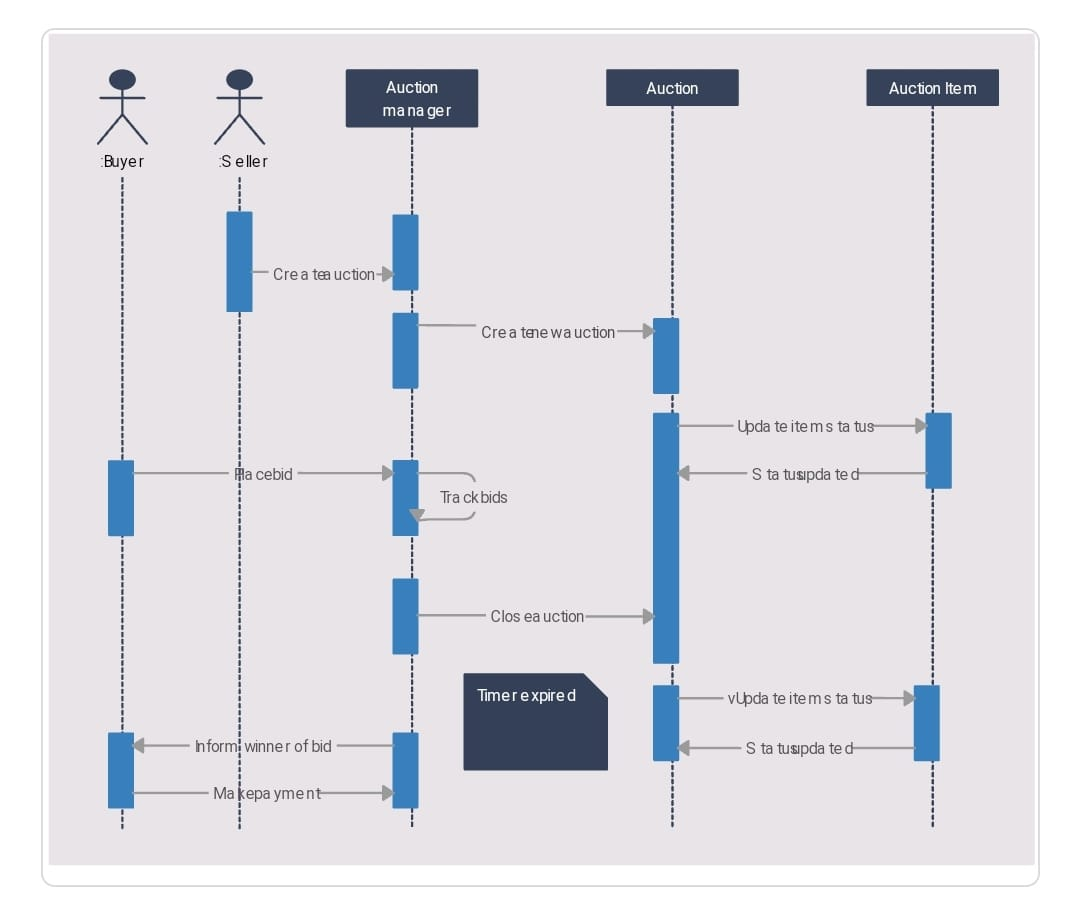 :Buyer
:Seller
Auction
manager
Auction
Auction Item
Create auction
Create new auction
Update item status
Place bid
Status updated
Track bids
Close auction
Timer expired
vUpdate item status
Inform winner of bid
Status updated
Make payment